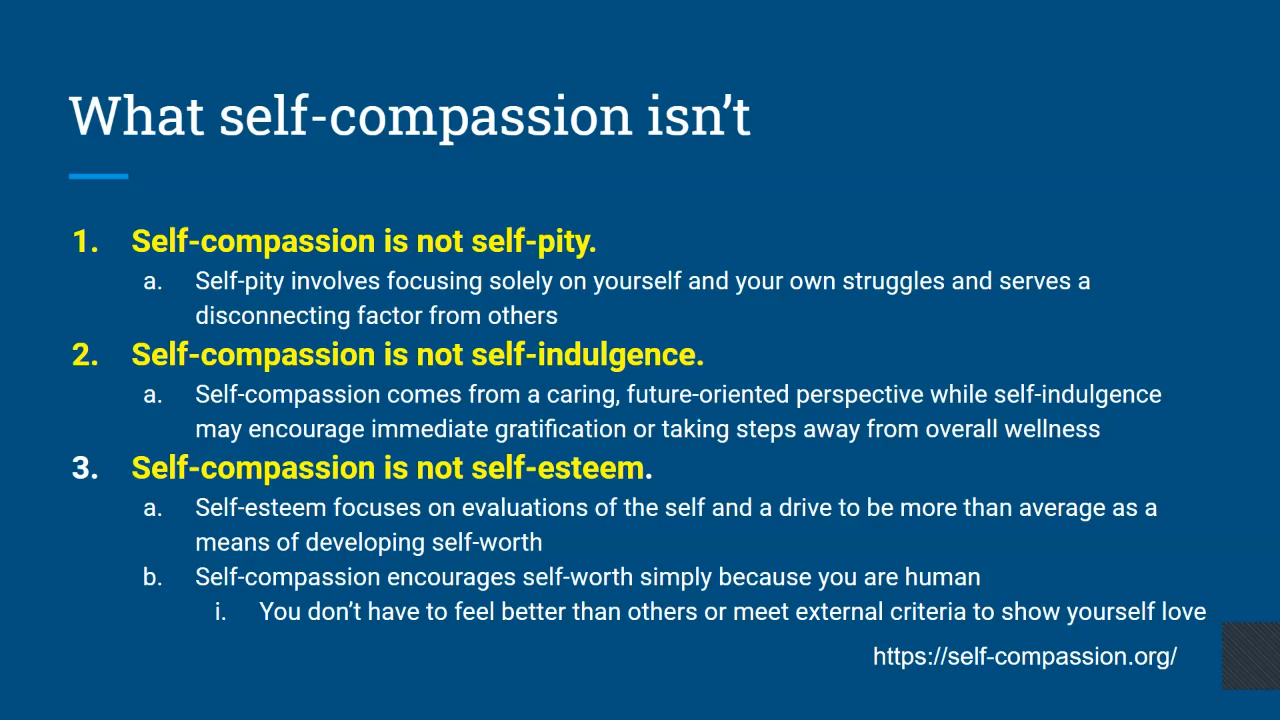 What self-compassion isn’t
1. Self-compassion is not self-pity.
a. Self-pity involves focusing solely on yourself and your own struggles and serves a
disconnecting factor from others
2. Self-compassion is not self-indulgence.
a. Self-compassion comes from a caring, future-oriented perspective while self-indulgence
may encourage immediate gratification or taking steps away from overall wellness
3. Self-compassion is not self-esteem.
a. Self-esteem focuses on evaluations of the self and a drive to be more than average as a
means of developing self-worth
b. Self-compassion encourages self-worth simply because you are human
i. You don’t have to feel better than others or meet external criteria to show yourself love
https://self-compassion.org/